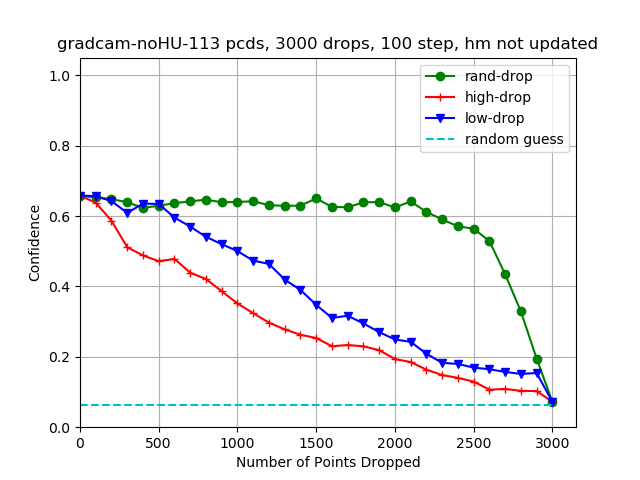 gradcam-noHU-113 pcds, 3000 drops, 100 step, hm not updated
1.0
0.8
0.6
0.4
0.2
0.0
Confidence
rand-drop
high-drop
low-drop
random guess
0 500 1000 1500 2000 2500 3000
Number of Points Dropped